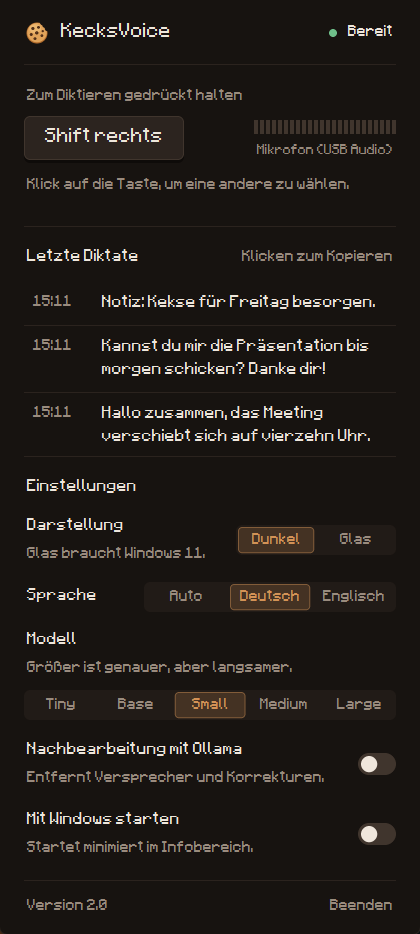 KecksVoice
Bereit
Zum Diktieren gedrückt halten
Shift rechts
Mikrofon (USB Audio)
Klick auf die Taste, um eine andere zu wählen.
Letzte Diktate
Klicken zum Kopieren
15:11 Notiz: Kekse für Freitag besorgen.
15:11 Kannst du mir die Präsentation bis
morgen schicken? Danke dir!
15:11 Hallo zusammen, das Meeting
verschiebt sich auf vierzehn Uhr.
Einstellungen
Darstellung
Glas braucht Windows 11.
Dunkel Glas
Sprache Auto Deutsch Englisch
Modell
Größer ist genauer, aber langsamer.
Tiny Base Small Medium Large
Nachbearbeitung mit Ollama
Entfernt Versprecher und Korrekturen.
Mit Windows starten
Startet minimiert im Infobereich.
Version 2.0 Beenden